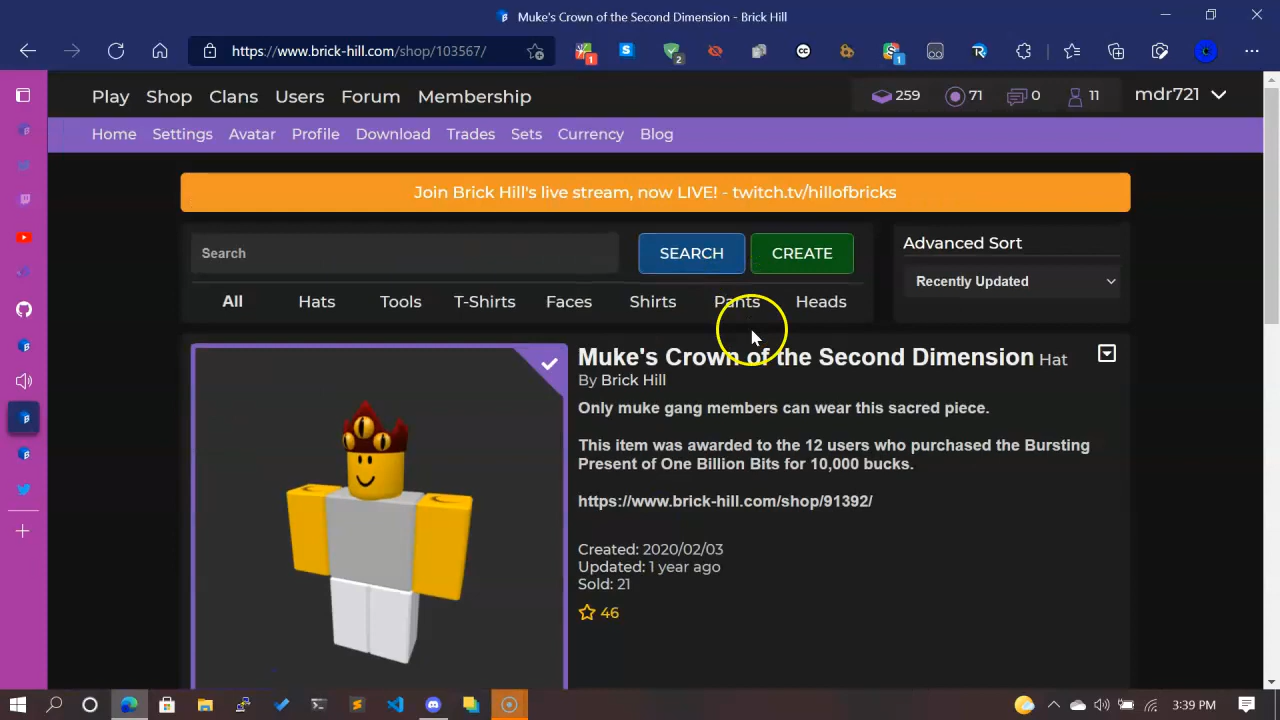 Muke's Crown of the Second Dimension - Brick Hill
https://www.brick-hill.com/shop/103567/
1
2
1
Play Shop Clans Users Forum Membership
259 71 0 11 mdr721
Home Settings Avatar Profile Download Trades Sets Currency Blog
Join Brick Hill's live stream, now LIVE! - twitch.tv/hillofbricks
Search SEARCH CREATE
Advanced Sort
Recently Updated
All Hats Tools T-Shirts Faces Shirts Pants Heads
Muke's Crown of the Second Dimension Hat
By Brick Hill
Only muke gang members can wear this sacred piece.
This item was awarded to the 12 users who purchased the Bursting
Present of One Billion Bits for 10,000 bucks.
https://www.brick-hill.com/shop/91392/
Created: 2020/02/03
Updated: 1 year ago
Sold: 21
46
3:39 PM